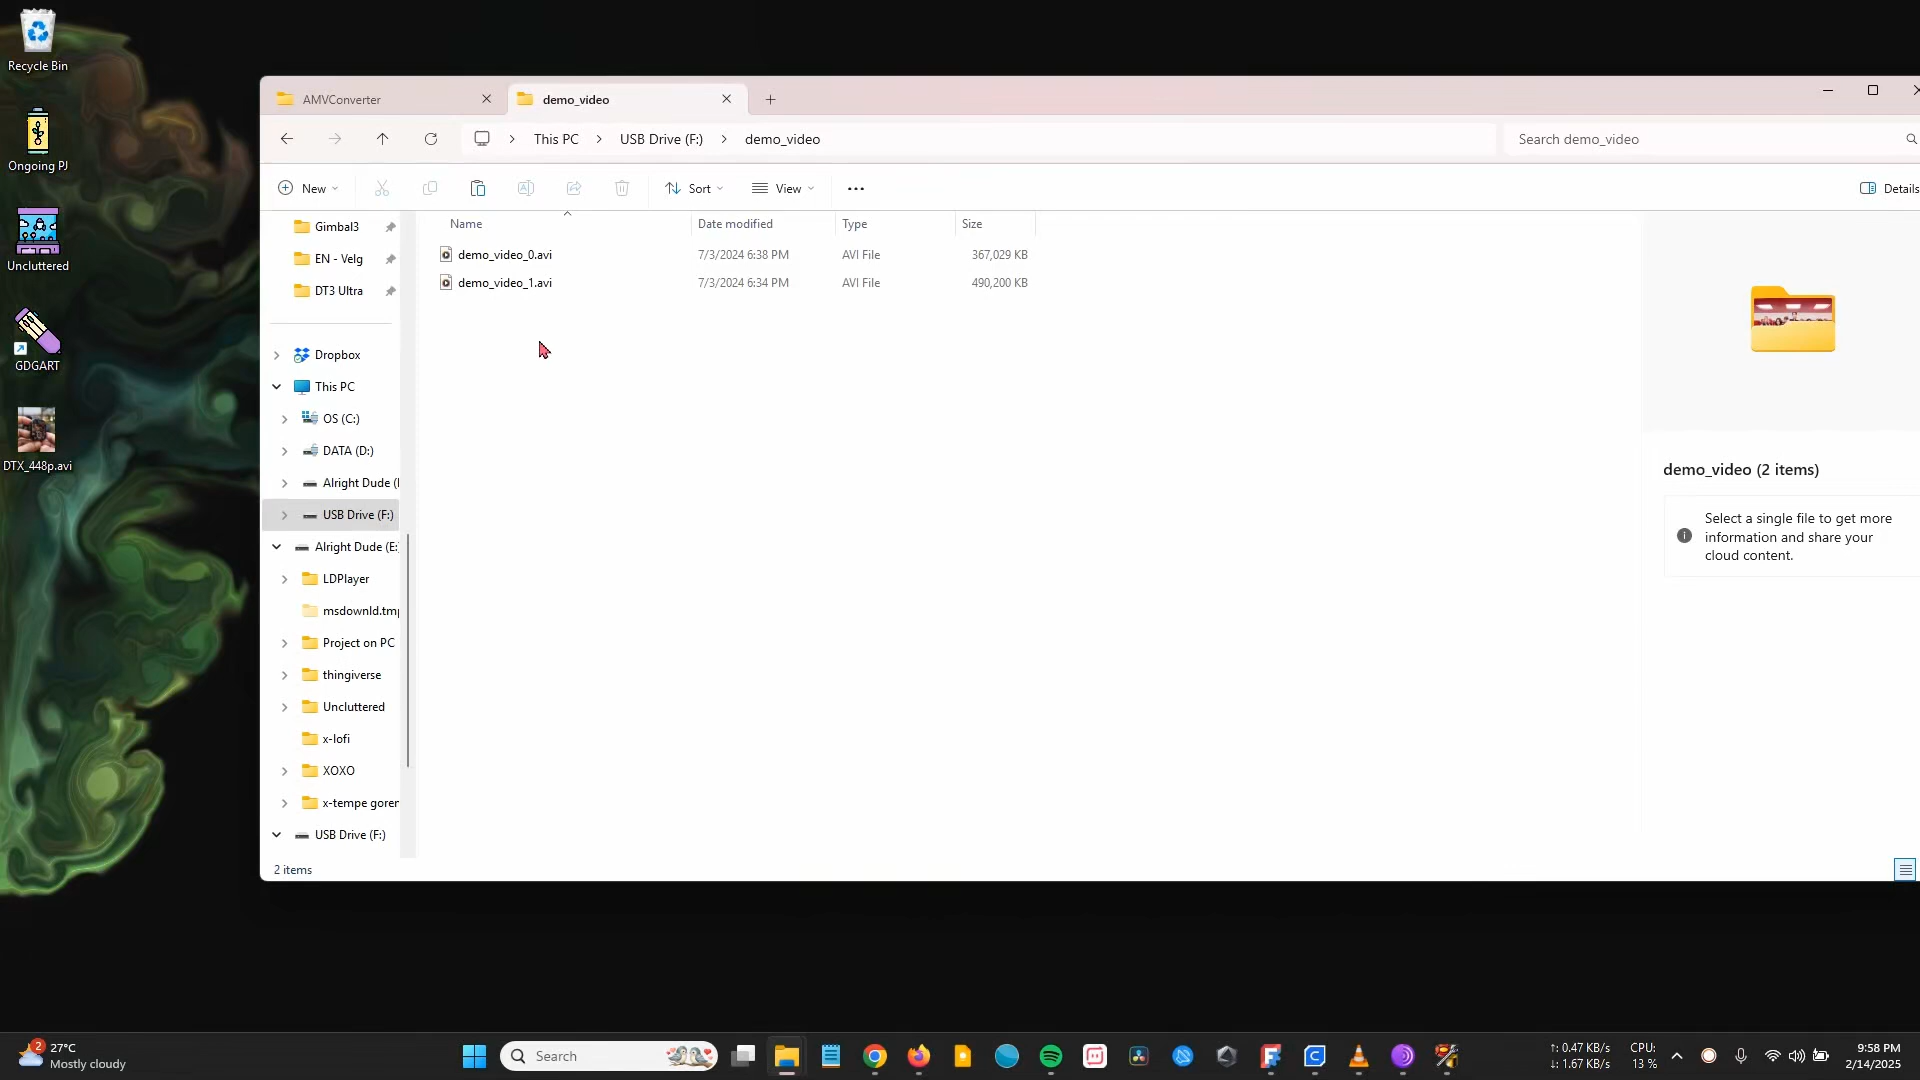 Recycle Bin
Ongoing PJ
Uncluttered
GDGART
DTX_448p.avi
AMVConverter
demo_video
This PC
USB Drive (F:)
demo_video
Search demo_video
New
Sort
View
Details
Gimbal3
EN - Velg
DT3 Ultra
Dropbox
This PC
OS (C:)
DATA (D:)
Alright Dude (
USB Drive (F:)
Alright Dude (E:
LDPlayer
msdownld.tmp
Project on PC
thingiverse
Uncluttered
x-lofi
XOXO
x-tempe goren
USB Drive (F:)
Name Date modified Type Size
demo_video_0.avi 7/3/2024 6:38 PM AVI File 367,029 KB
demo_video_1.avi 7/3/2024 6:34 PM AVI File 490,200 KB
demo_video (2 items)
Select a single file to get more
information and share your
cloud content.
2 items
2
27°C
Mostly cloudy
Search
↑: 0.47 KB/s
↓: 1.67 KB/s
CPU:
13 %
9:58 PM
2/14/2025